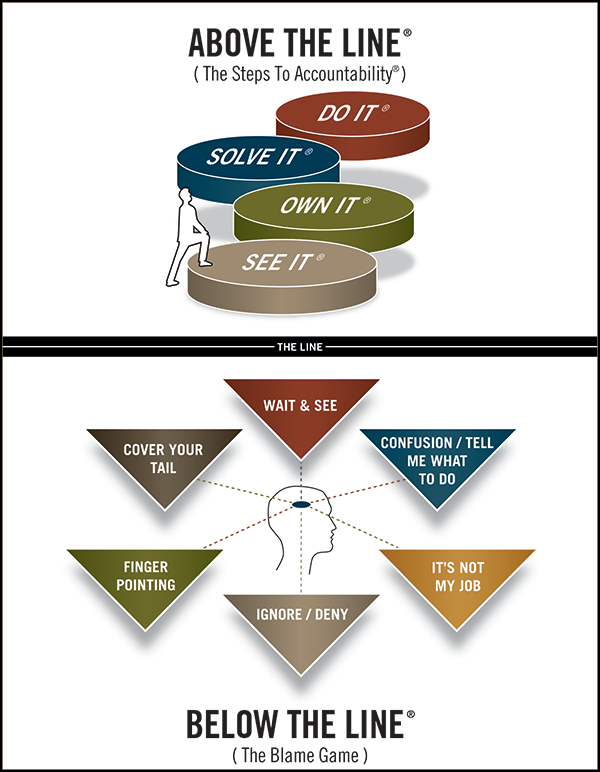 ABOVE THE LINE®
( The Steps To Accountability® )
DO IT ®
SOLVE IT ®
OWN IT ®
SEE IT ®
THE LINE
WAIT & SEE
COVER YOUR
TAIL
CONFUSION / TELL
ME WHAT
TO DO
FINGER
POINTING
IT'S NOT
MY JOB
IGNORE / DENY
BELOW THE LINE®
( The Blame Game )